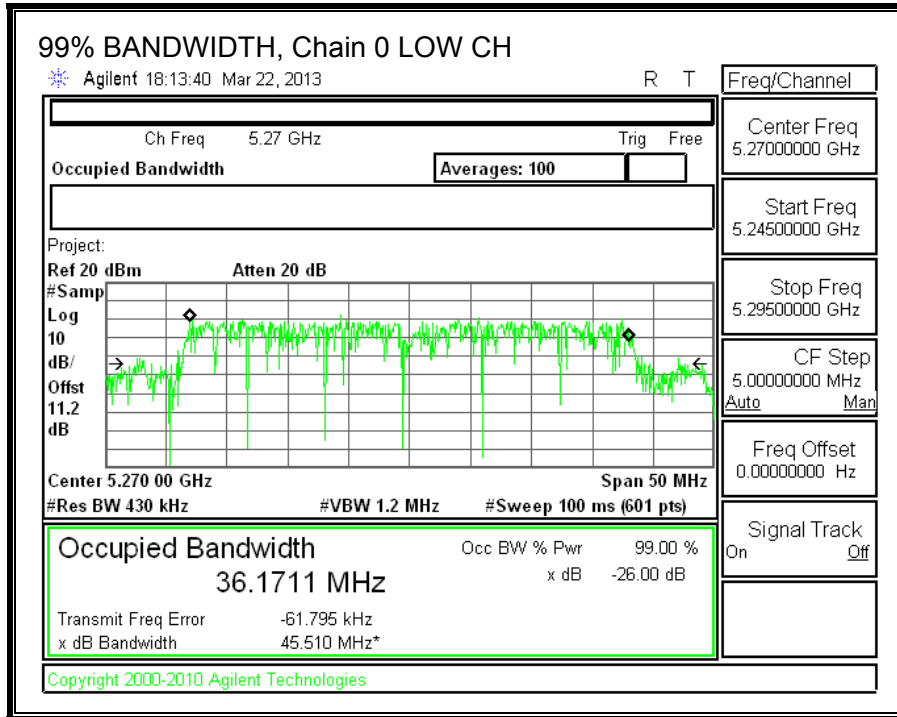 99% BANDWIDTH, Chain 0 LOW CH
Agilent 18:13:40 Mar 22, 2013 R T
Freq/Channel
Ch Freq 5.27 GHz Trig Free
Occupied Bandwidth Averages: 100
Project:
Ref 20 dBm Atten 20 dB
#Samp
Log
10
dB/
Offst
11.2
dB
Center 5.270 00 GHz Span 50 MHz
#Res BW 430 kHz #VBW 1.2 MHz #Sweep 100 ms (601 pts)
Occupied Bandwidth Occ BW % Pwr 99.00 %
36.1711 MHz x dB -26.00 dB
Transmit Freq Error -61.795 kHz
x dB Bandwidth 45.510 MHz*
Copyright 2000-2010 Agilent Technologies
Center Freq
5.27000000 GHz
Start Freq
5.24500000 GHz
Stop Freq
5.29500000 GHz
CF Step
5.00000000 MHz
Auto Man
Freq Offset
0.00000000 Hz
Signal Track
On Off